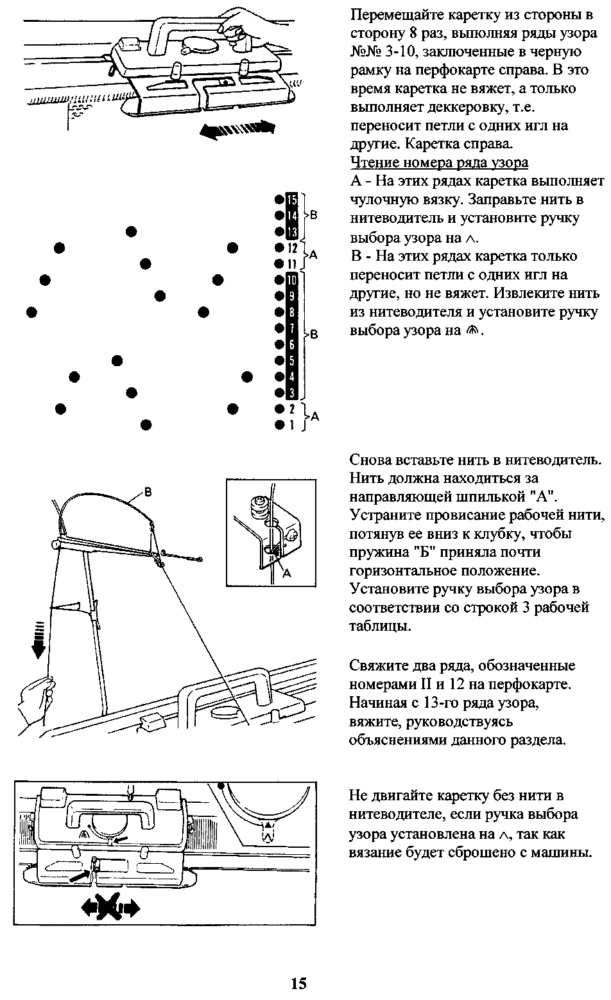 Перемещайте каретку из стороны в
сторону 8 раз, выполняя ряды узора
№№ 3-10, заключенные в черную
рамку на перфокарте справа. В это
время каретка не вяжет, а только
выполняет деккеровку, т.е.
переносит петли с одних игл на
другие. Каретка справа.
Чтение номера ряда узора
А - На этих рядах каретка выполняет
чулочную вязку. Заправьте нить в
нитеводитель и установите ручку
выбора узора на ʌ.
В - На этих рядах каретка только
переносит петли с одних игл на
другие, но не вяжет. Извлеките нить
из нитеводителя и установите ручку
выбора узора на .
15
14
13
B
12
11
A
10
9
8
7
6
5
4
3
B
2
1
A
Снова вставьте нить в нитеводитель.
Нить должна находиться за
направляющей шпилькой "А".
Устраните провисание рабочей нити,
потянув ее вниз к клубку, чтобы
пружина "Б" приняла почти
горизонтальное положение.
Установите ручку выбора узора в
соответствии со строкой 3 рабочей
таблицы.
B
A
Свяжите два ряда, обозначенные
номерами II и 12 на перфокарте.
Начиная с 13-го ряда узора,
вяжите, руководствуясь
объяснениями данного раздела.
Не двигайте каретку без нити в
нитеводителе, если ручка выбора
узора установлена на ʌ, так как
вязание будет сброшено с машины.
15